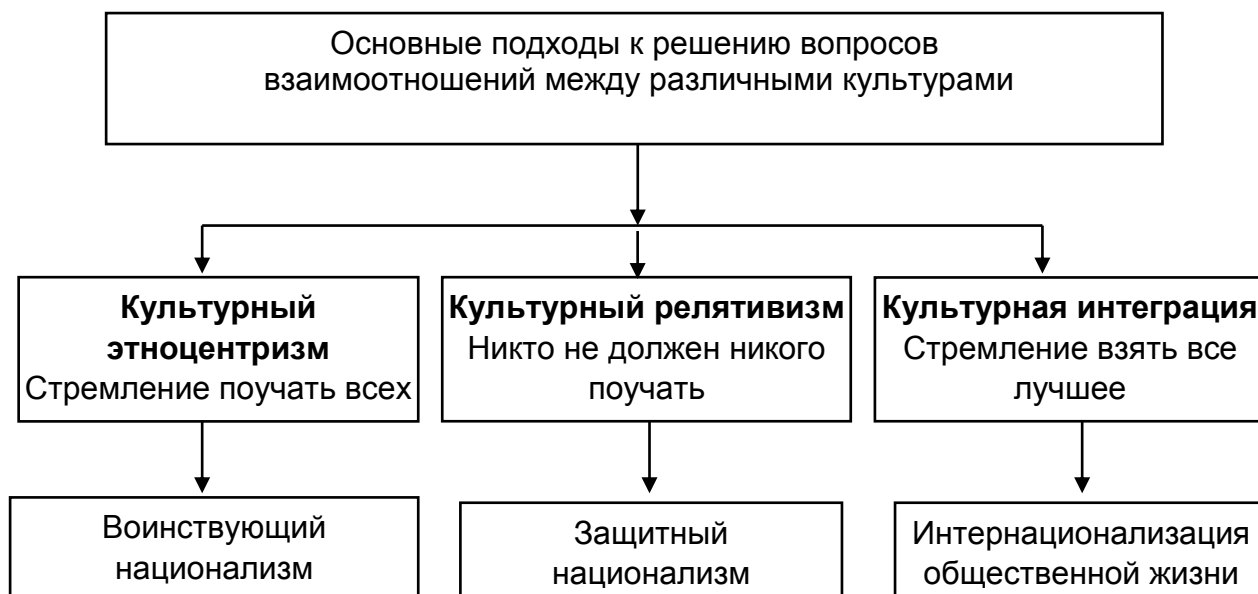 Основные подходы к решению вопросов
взаимоотношений между различными культурами
Культурный
этноцентризм
Стремление поучать всех
Культурный релятивизм
Никто не должен никого
поучать
Культурная интеграция
Стремление взять все
лучшее
Воинствующий
национализм
Защитный
национализм
Интернационализация
общественной жизни